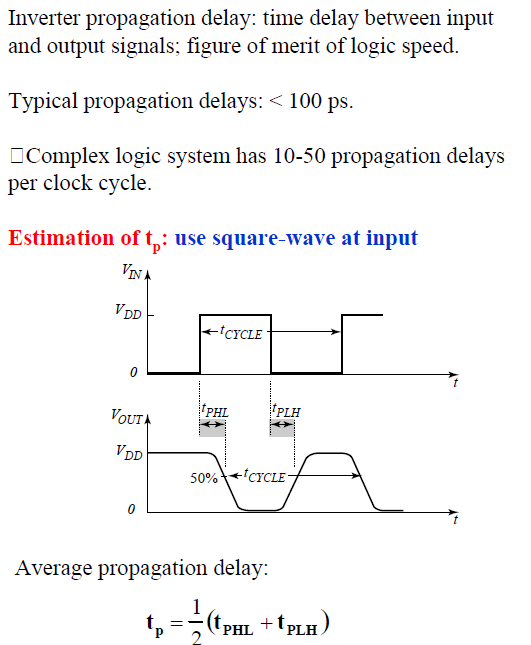 Inverter propagation delay: time delay between input
and output signals; figure of merit of logic speed.
Typical propagation delays: < 100 ps.
□Complex logic system has 10-50 propagation delays
per clock cycle.
Estimation of tp: use square-wave at input
VIN
VDD
tCYCLE
0
t
tPHL tPLH
VOUT
VDD
50% tCYCLE
0
t
Average propagation delay:
tp = 1/2 (tPHL + tPLH)